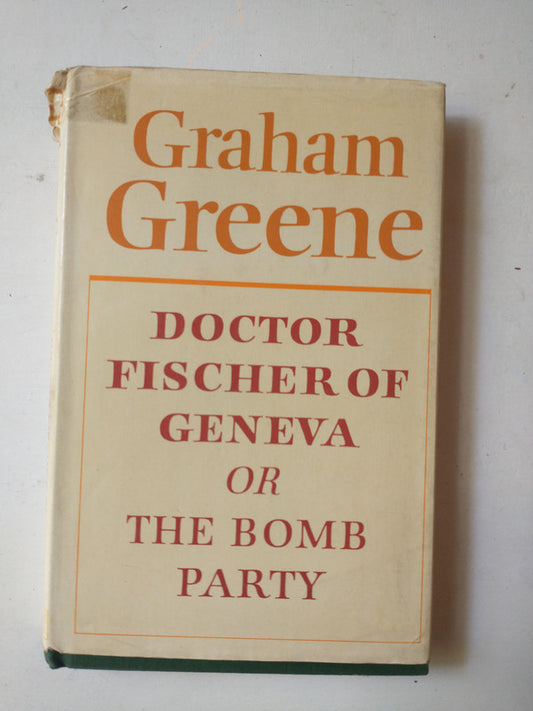 Graham
Greene
DOCTOR
FISCHER OF
GENEVA
OR
THE BOMB
PARTY